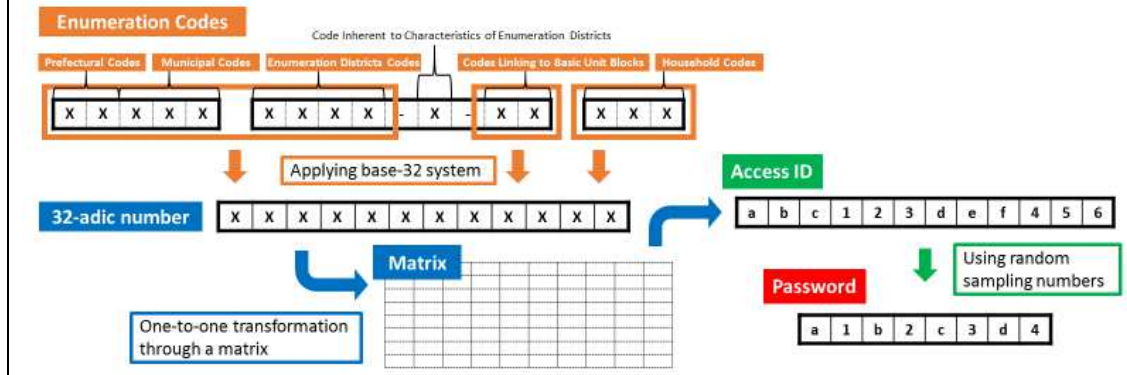 Enumeration Codes
Code Inherent to Characteristics of Enumeration Districts
Prefectural Codes Municipal Codes Enumeration Districts Codes Codes Linking to Basic Unit Blocks Household Codes
X X X X X X X X X - X - X X X X X
Applying base-32 system
Access ID
32-adic number X X X X X X X X X X X X
a b c 1 2 3 d e f 4 5 6
Matrix
Using random
sampling numbers
Password
One-to-one transformation
through a matrix
a 1 b 2 c 3 d 4